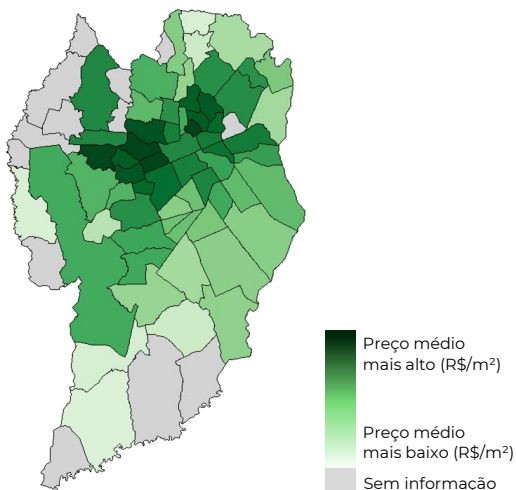 Preço médio
mais alto (R$/m²)
Preço médio
mais baixo (R$/m²)
Sem informação